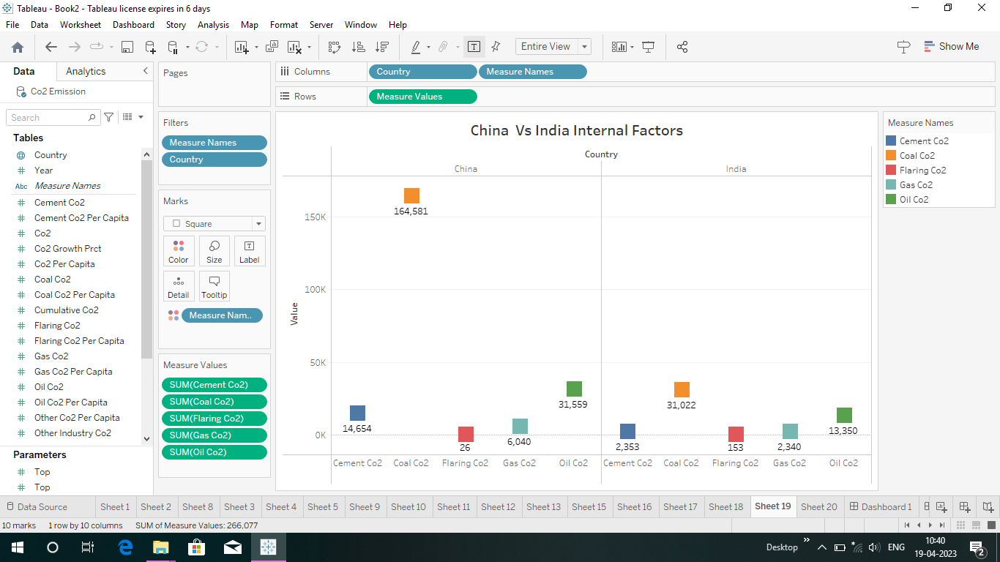 Tableau - Book2 - Tableau license expires in 6 days
File Data Worksheet Dashboard Story Analysis Map Format Server Window Help
Entire View
Show Me
Data Analytics
Co2 Emission
Search
Tables
Country
Year
Abc Measure Names
Cement Co2
Cement Co2 Per Capita
Co2
Co2 Growth Prct
Co2 Per Capita
Coal Co2
Coal Co2 Per Capita
Cumulative Co2
Flaring Co2
Flaring Co2 Per Capita
Gas Co2
Gas Co2 Per Capita
Oil Co2
Oil Co2 Per Capita
Other Co2 Per Capita
Other Industry Co2
Parameters
Top
Top
Pages
Filters
Measure Names
Country
Marks
Square
Color Size Label
Detail Tooltip
Measure Nam..
Measure Values
SUM(Cement Co2)
SUM(Coal Co2)
SUM(Flaring Co2)
SUM(Gas Co2)
SUM(Oil Co2)
Columns Country Measure Names
Rows Measure Values
China Vs India Internal Factors
Country
China India
Value
150K
100K
50K
0K
164,581
14,654
26
6,040
31,559
2,353
31,022
153
2,340
13,350
Cement Co2 Coal Co2 Flaring Co2 Gas Co2 Oil Co2 Cement Co2 Coal Co2 Flaring Co2 Gas Co2 Oil Co2
Measure Names
Cement Co2
Coal Co2
Flaring Co2
Gas Co2
Oil Co2
Data Source Sheet 1 Sheet 2 Sheet 8 Sheet 3 Sheet 4 Sheet 5 Sheet 9 Sheet 10 Sheet 11 Sheet 12 Sheet 13 Sheet 15 Sheet 16 Sheet 17 Sheet 18 Sheet 19 Sheet 20 Dashboard 1
10 marks 1 row by 10 columns SUM of Measure Values: 266,077
Desktop ENG
10:40
19-04-2023
2